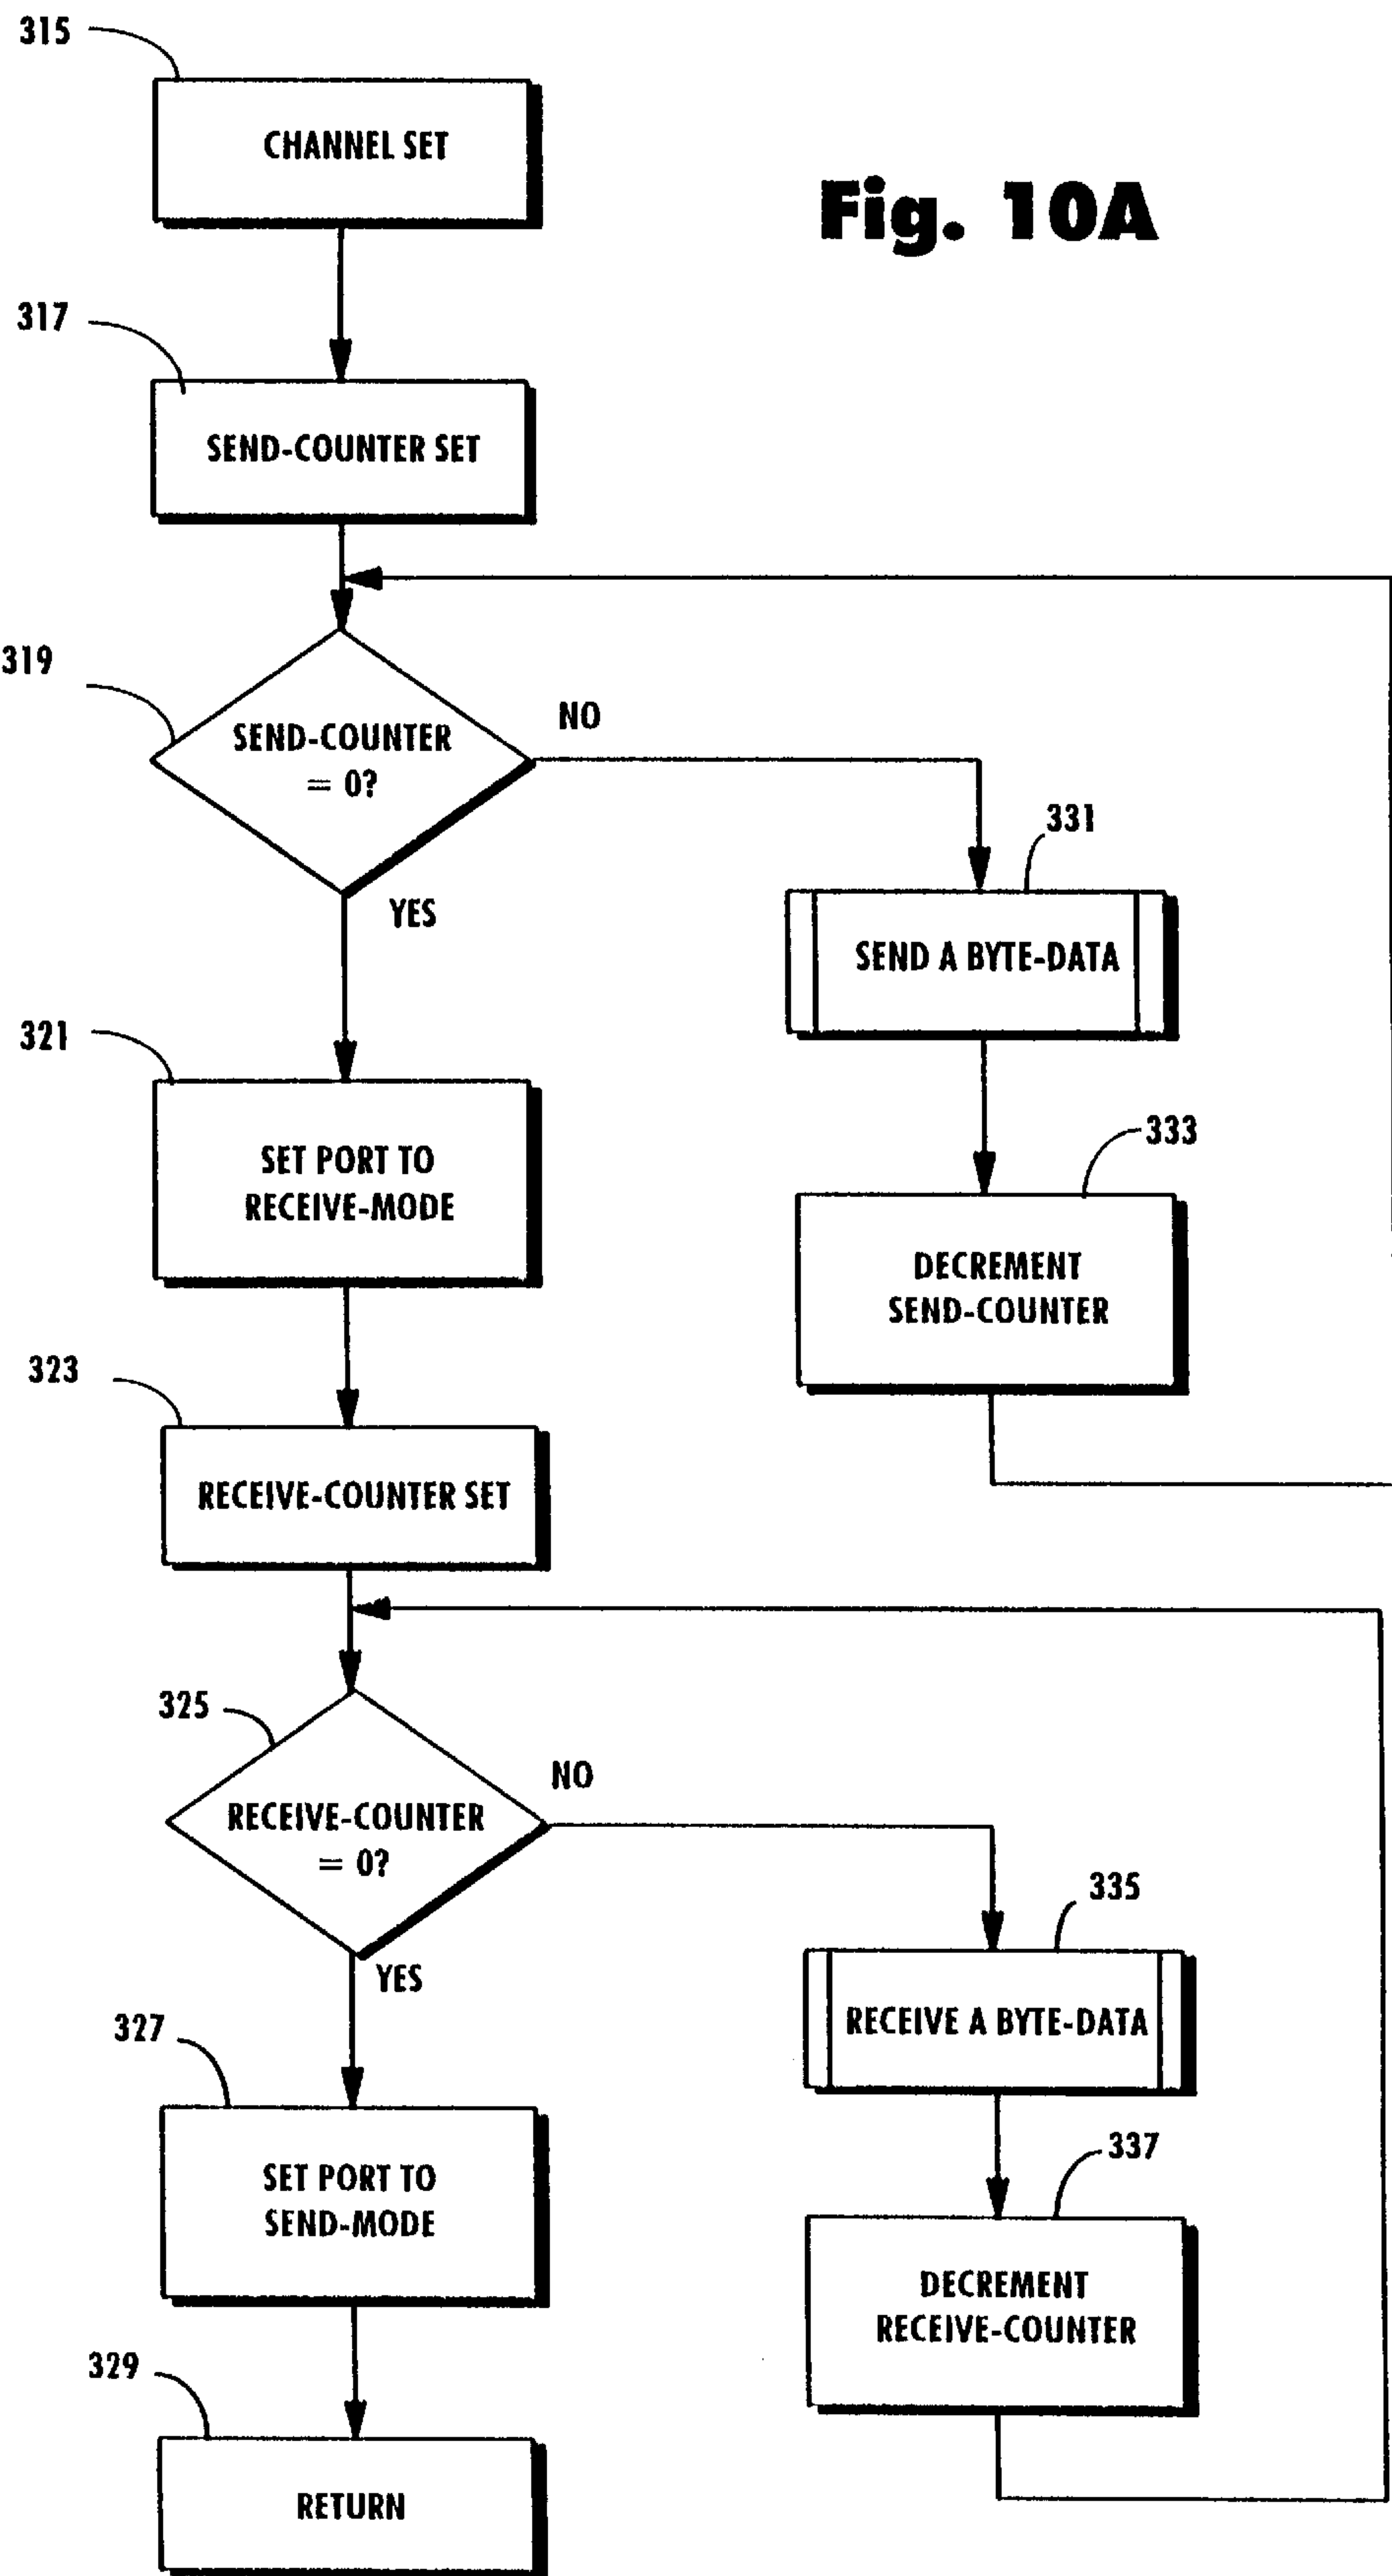 315
CHANNEL SET
Fig. 10A
317
SEND-COUNTER SET
319
SEND-COUNTER
= 0?
NO
YES
331
SEND A BYTE-DATA
321
SET PORT TO
RECEIVE-MODE
333
DECREMENT
SEND-COUNTER
323
RECEIVE-COUNTER SET
325
RECEIVE-COUNTER
= 0?
NO
YES
335
RECEIVE A BYTE-DATA
327
SET PORT TO
SEND-MODE
337
DECREMENT
RECEIVE-COUNTER
329
RETURN